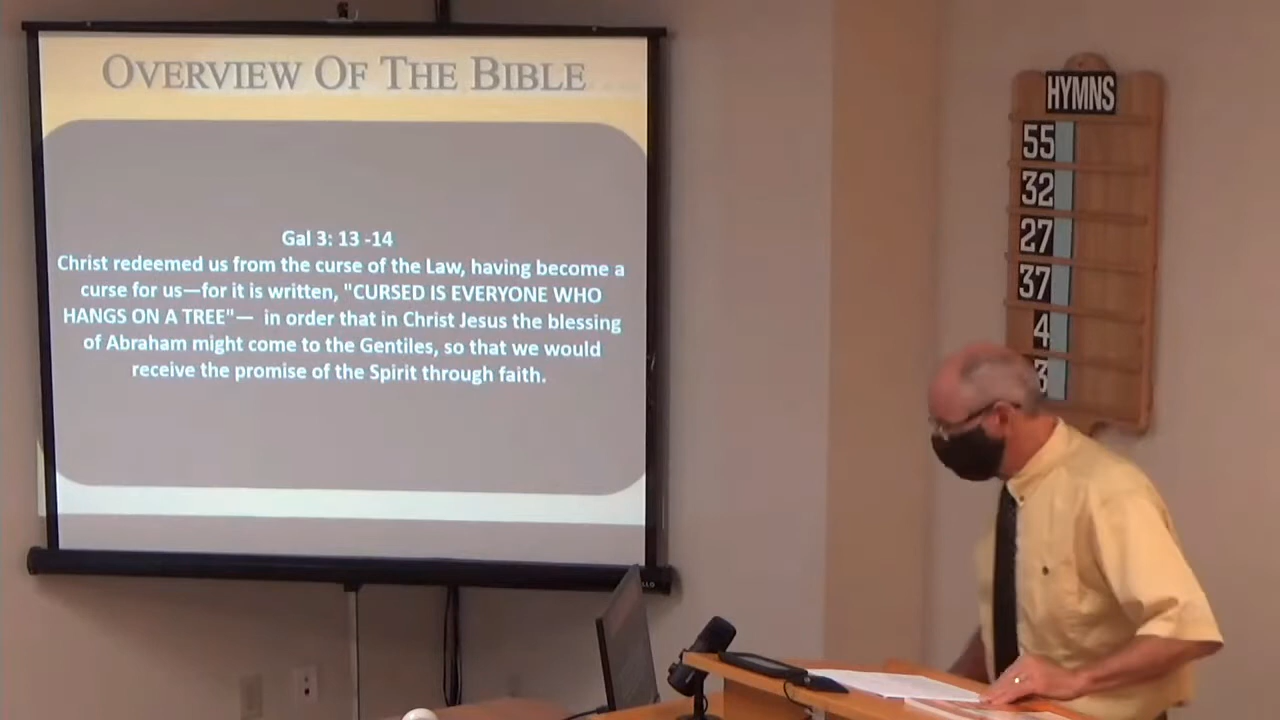 OVERVIEW OF THE BIBLE
Gal 3: 13 -14
Christ redeemed us from the curse of the Law, having become a
curse for us—for it is written, "CURSED IS EVERYONE WHO
HANGS ON A TREE"— in order that in Christ Jesus the blessing
of Abraham might come to the Gentiles, so that we would
receive the promise of the Spirit through faith.
HYMNS
55
32
27
37
4